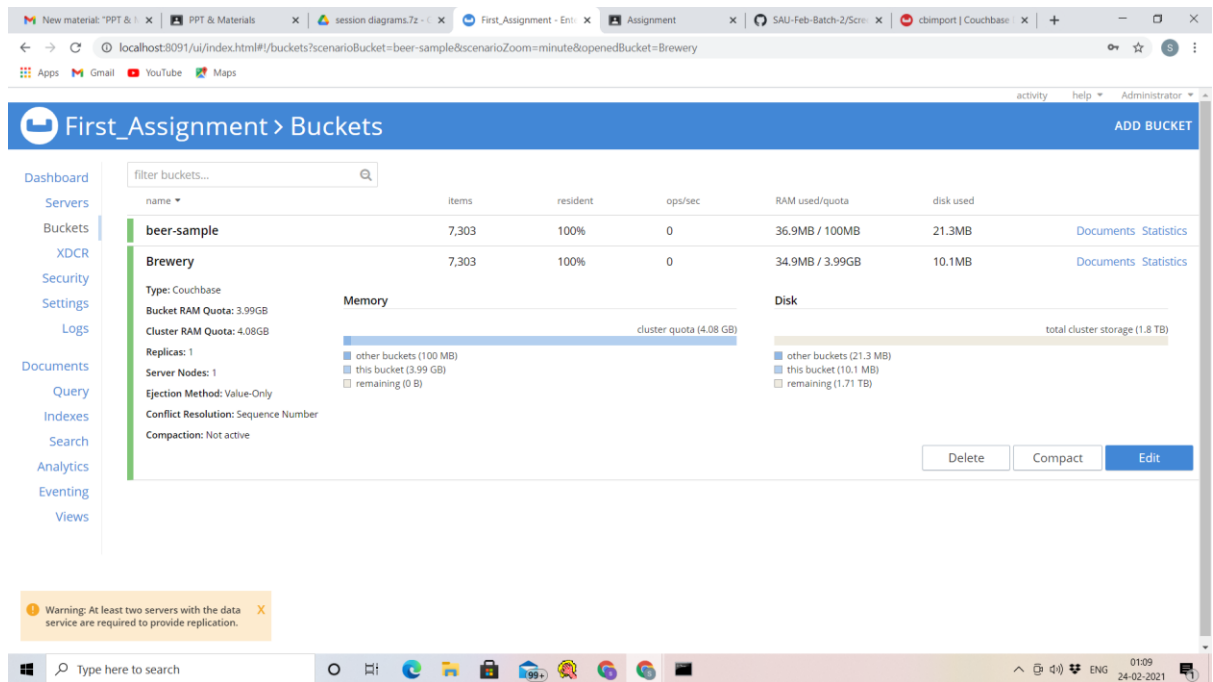 New material: "PPT &
PPT & Materials
session diagrams.7z -
First_Assignment - Ente
Assignment
SAU-Feb-Batch-2/Scree
cbimport | Couchbase
localhost:8091/ui/index.html#!/buckets?scenarioBucket=beer-sample&scenarioZoom=minute&openedBucket=Brewery
S
Apps Gmail YouTube Maps
activity help Administrator
First_Assignment > Buckets ADD BUCKET
Dashboard
Servers
Buckets
XDCR
Security
Settings
Logs
Documents
Query
Indexes
Search
Analytics
Eventing
Views
filter buckets...
name items resident ops/sec RAM used/quota disk used
beer-sample 7,303 100% 0 36.9MB / 100MB 21.3MB Documents Statistics
Brewery 7,303 100% 0 34.9MB / 3.99GB 10.1MB Documents Statistics
Type: Couchbase
Bucket RAM Quota: 3.99GB
Cluster RAM Quota: 4.08GB
Replicas: 1
Server Nodes: 1
Ejection Method: Value-Only
Conflict Resolution: Sequence Number
Compaction: Not active
Memory
cluster quota (4.08 GB)
other buckets (100 MB)
this bucket (3.99 GB)
remaining (0 B)
Disk
total cluster storage (1.8 TB)
other buckets (21.3 MB)
this bucket (10.1 MB)
remaining (1.71 TB)
Delete Compact Edit
Warning: At least two servers with the data X
service are required to provide replication.
Type here to search
99+
ENG
01:09
24-02-2021
1